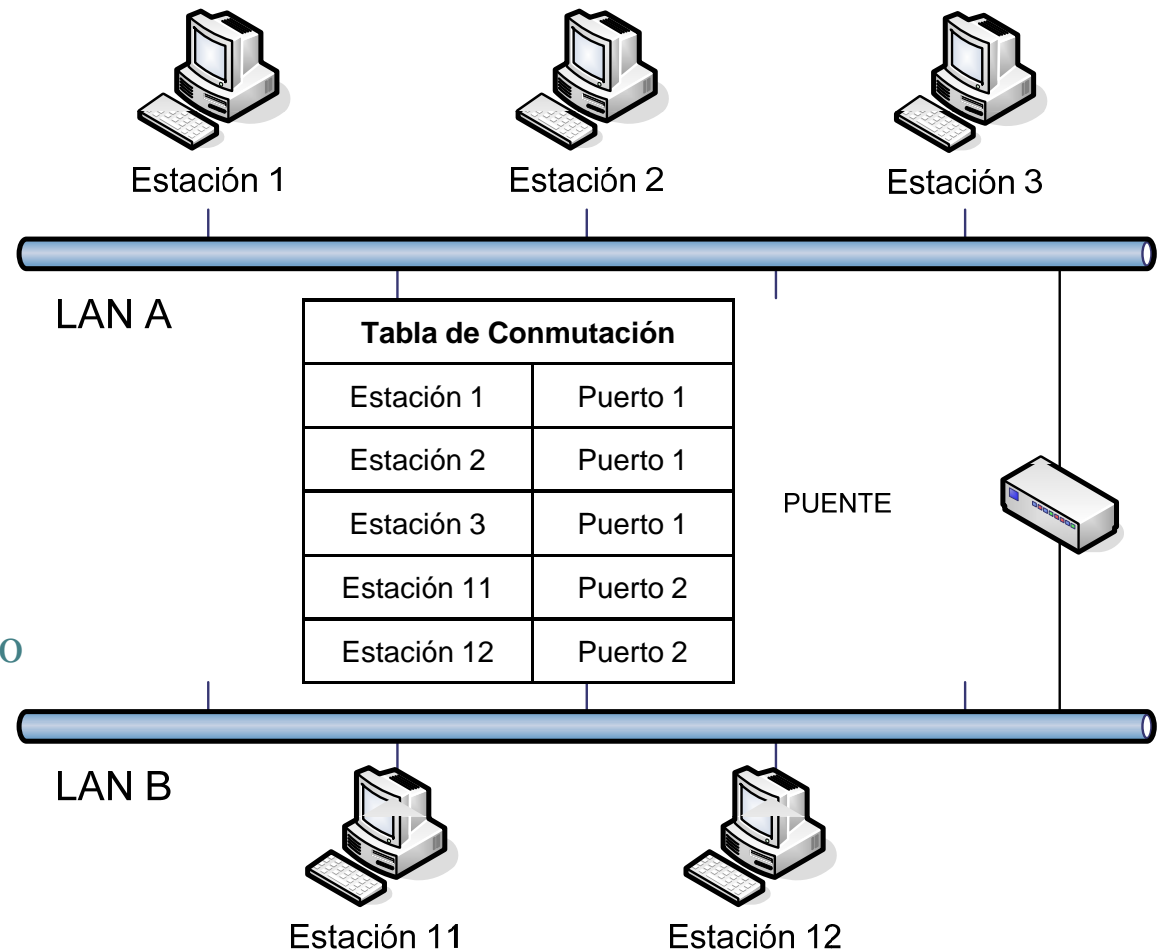 Estación 1
Estación 2
Estación 3
LAN A
Tabla de Conmutación
Estación 1 Puerto 1
Estación 2 Puerto 1
Estación 3 Puerto 1
Estación 11 Puerto 2
Estación 12 Puerto 2
PUENTE
o
LAN B
Estación 11
Estación 12